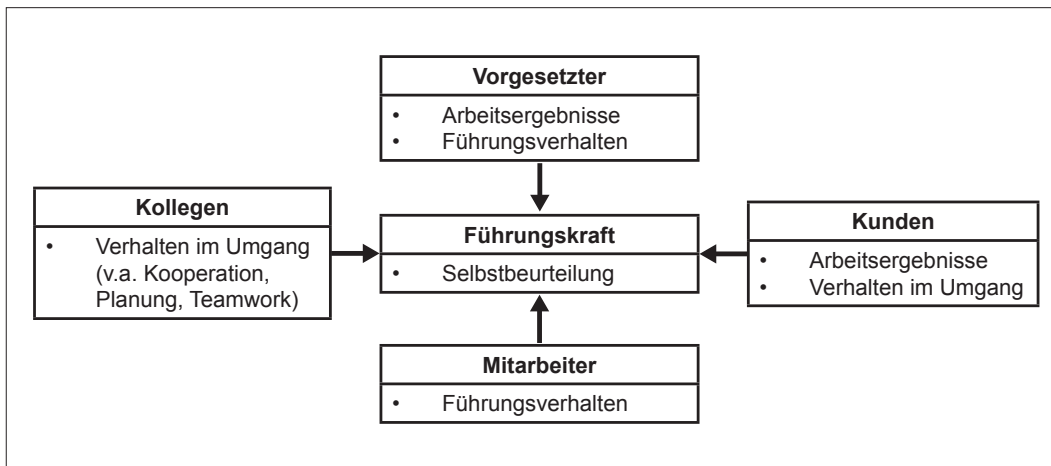 Vorgesetzter
• Arbeitsergebnisse
• Führungsverhalten
Kollegen
• Verhalten im Umgang
(v.a. Kooperation,
Planung, Teamwork)
Führungskraft
• Selbstbeurteilung
Kunden
• Arbeitsergebnisse
• Verhalten im Umgang
Mitarbeiter
• Führungsverhalten